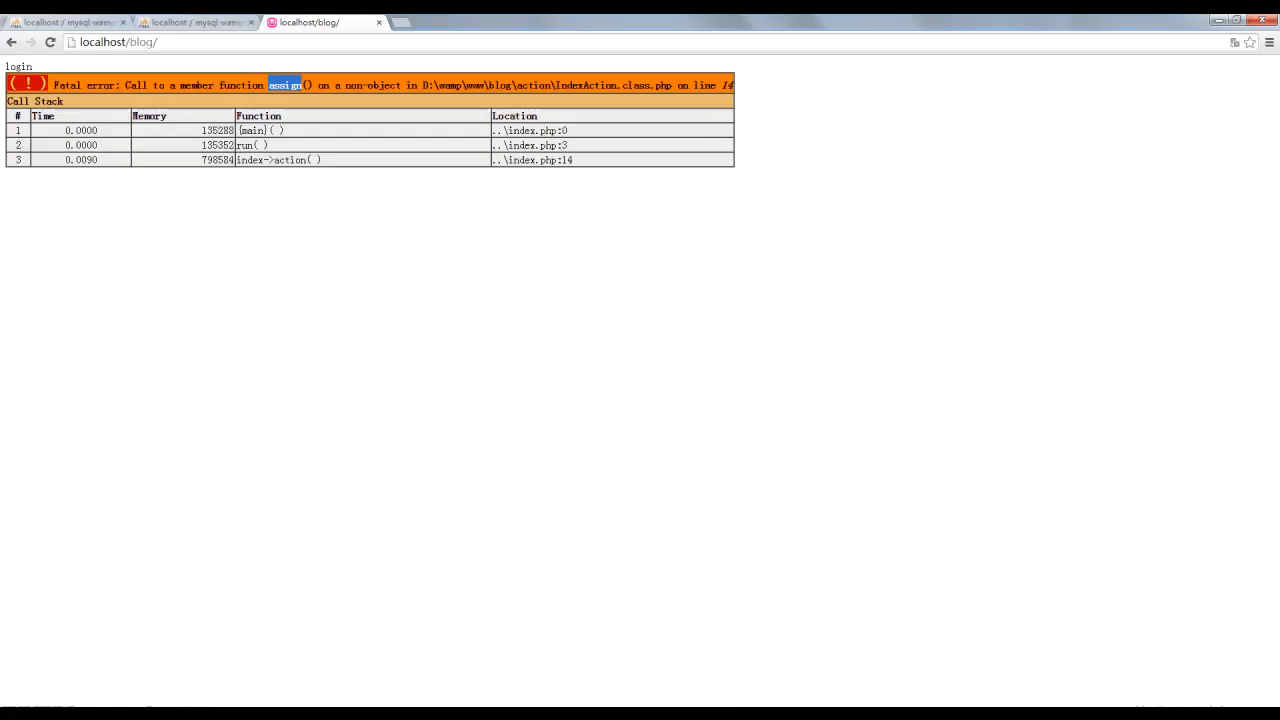 localhost / mysql wamp
localhost / mysql wamp
localhost/blog/
localhost/blog/
login
( ! ) Fatal error: Call to a member function assign() on a non-object in D:\wamp\www\blog\action\IndexAction.class.php on line 14
Call Stack
# Time Memory Function Location
1 0.0000 135288 {main}( ) ..\index.php:0
2 0.0000 135352 run( ) ..\index.php:3
3 0.0090 798584 index->action( ) ..\index.php:14